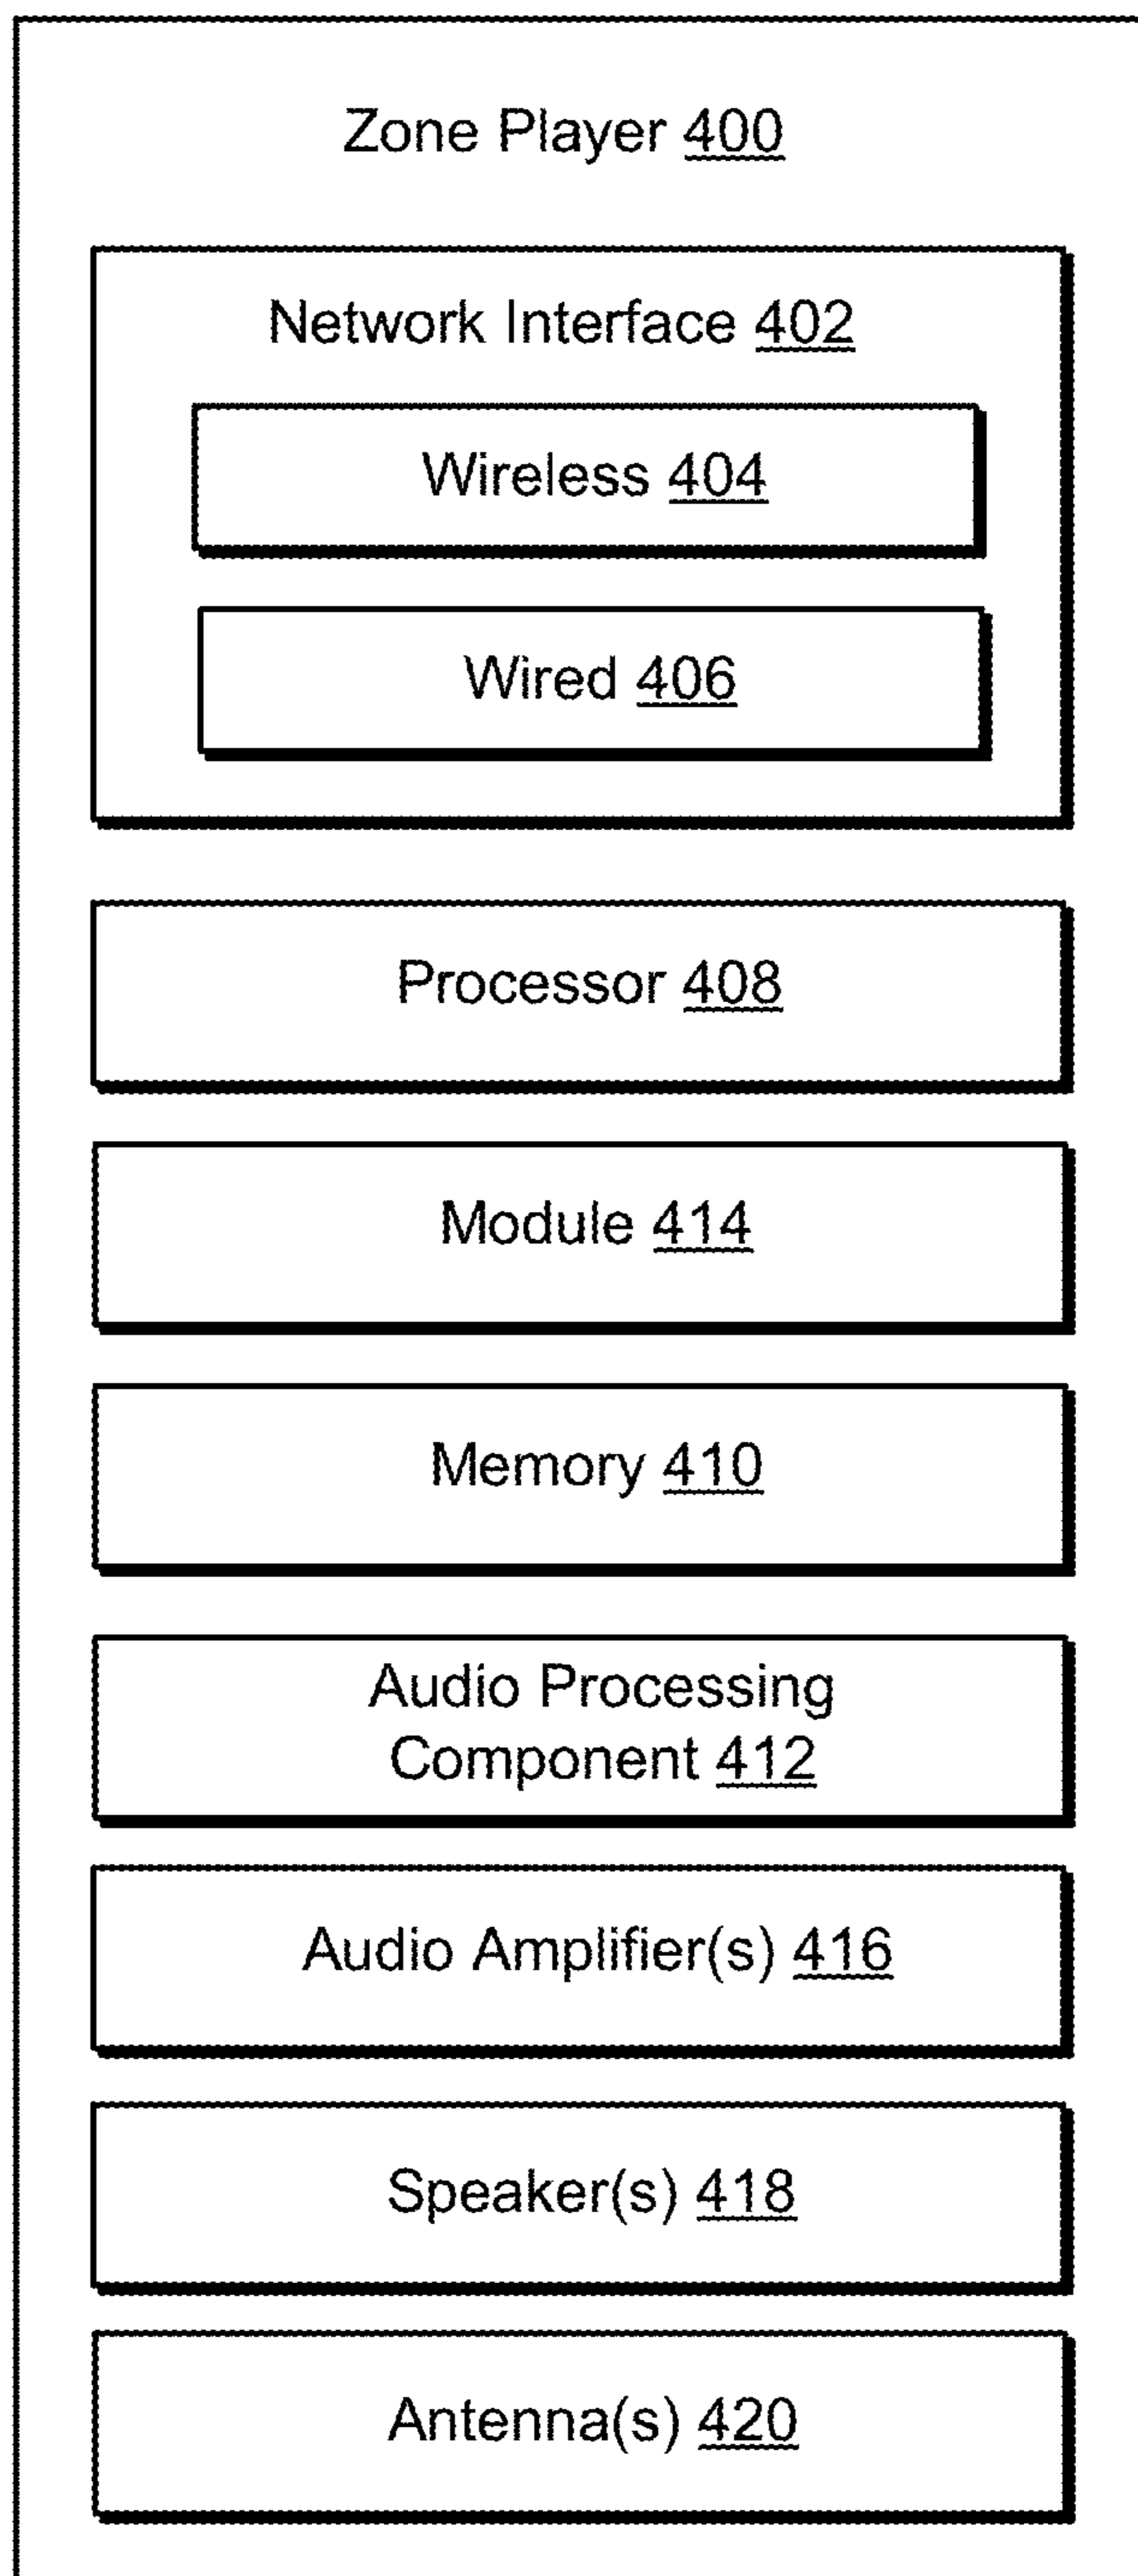 Zone Player 400
Network Interface 402
Wireless 404
Wired 406
Processor 408
Module 414
Memory 410
Audio Processing
Component 412
Audio Amplifier(s) 416
Speaker(s) 418
Antenna(s) 420